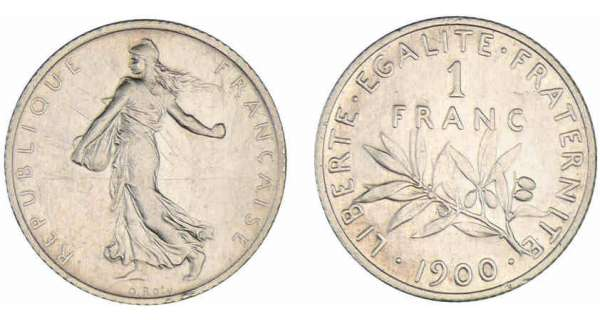 REPUBLIQUE FRANCAISE
O. Roty
LIBERTE · EGALITE · FRATERNITE
1
FRANC
· 1900 ·